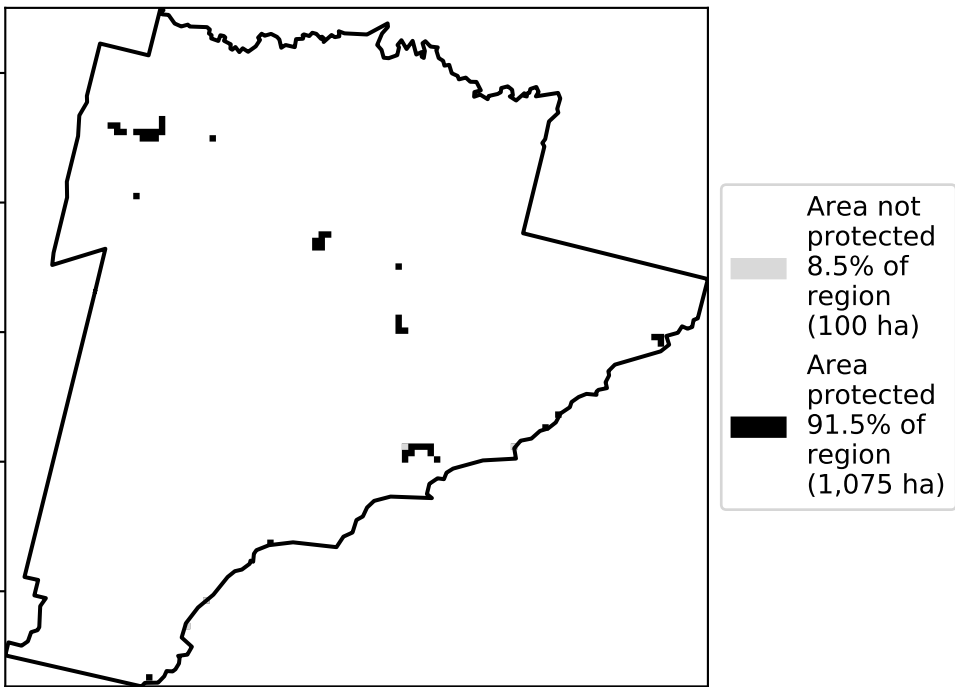 Area not
protected
8.5% of
region
(100 ha)
Area
protected
91.5% of
region
(1,075 ha)